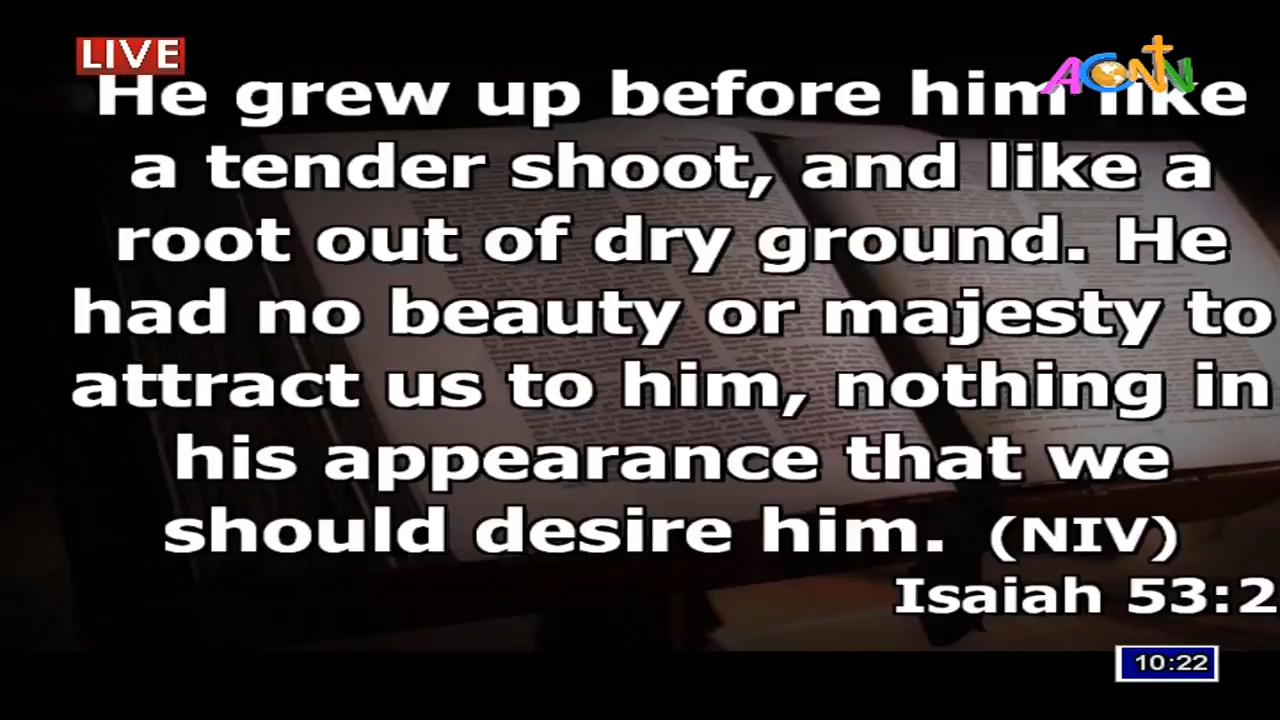 LIVE
ACNN
He grew up before him like
a tender shoot, and like a
root out of dry ground. He
had no beauty or majesty to
attract us to him, nothing in
his appearance that we
should desire him. (NIV)
Isaiah 53:2
10:22